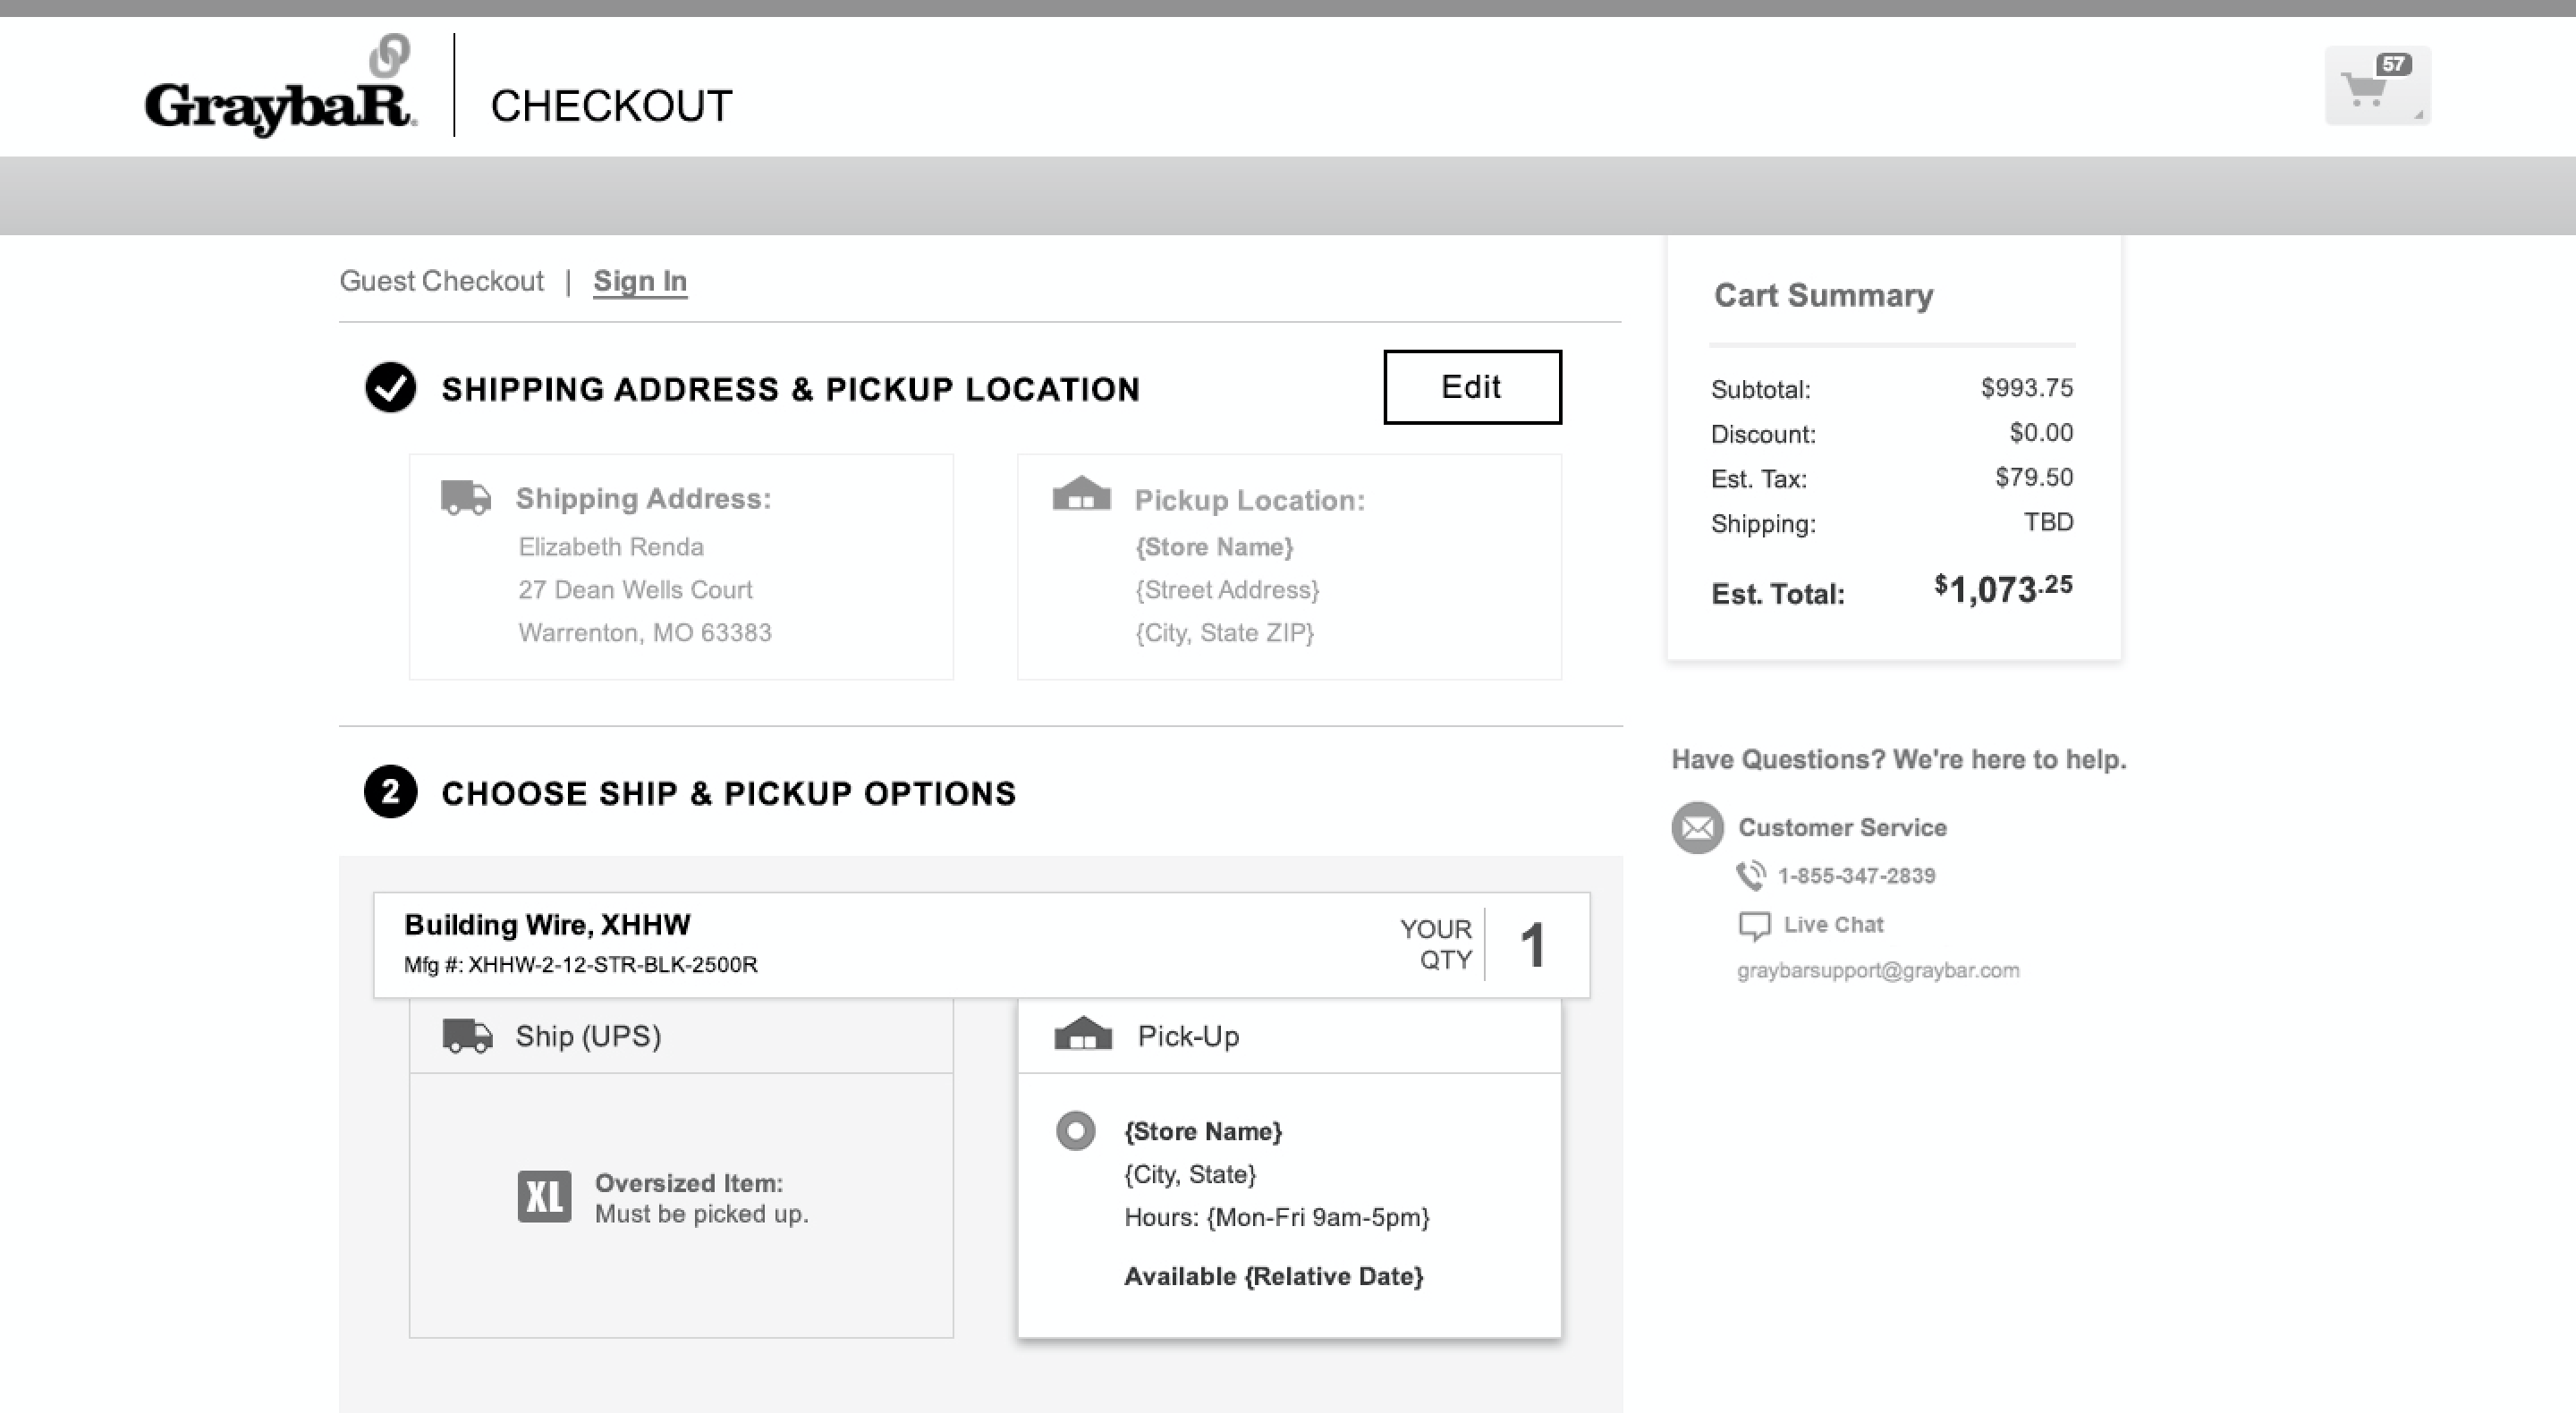 GraybaR
CHECKOUT
57
Guest Checkout | Sign In
SHIPPING ADDRESS & PICKUP LOCATION
Edit
Shipping Address:
Elizabeth Renda
27 Dean Wells Court
Warrenton, MO 63383
Pickup Location:
{Store Name}
{Street Address}
{City, State ZIP}
2 CHOOSE SHIP & PICKUP OPTIONS
Building Wire, XHHW
Mfg #: XHHW-2-12-STR-BLK-2500R
YOUR
QTY
1
Ship (UPS)
XL
Oversized Item:
Must be picked up.
Pick-Up
{Store Name}
{City, State}
Hours: {Mon-Fri 9am-5pm}
Available {Relative Date}
Cart Summary
Subtotal: $993.75
Discount: $0.00
Est. Tax: $79.50
Shipping: TBD
Est. Total: $1,073.25
Have Questions? We're here to help.
Customer Service
1-855-347-2839
Live Chat
graybarsupport@graybar.com